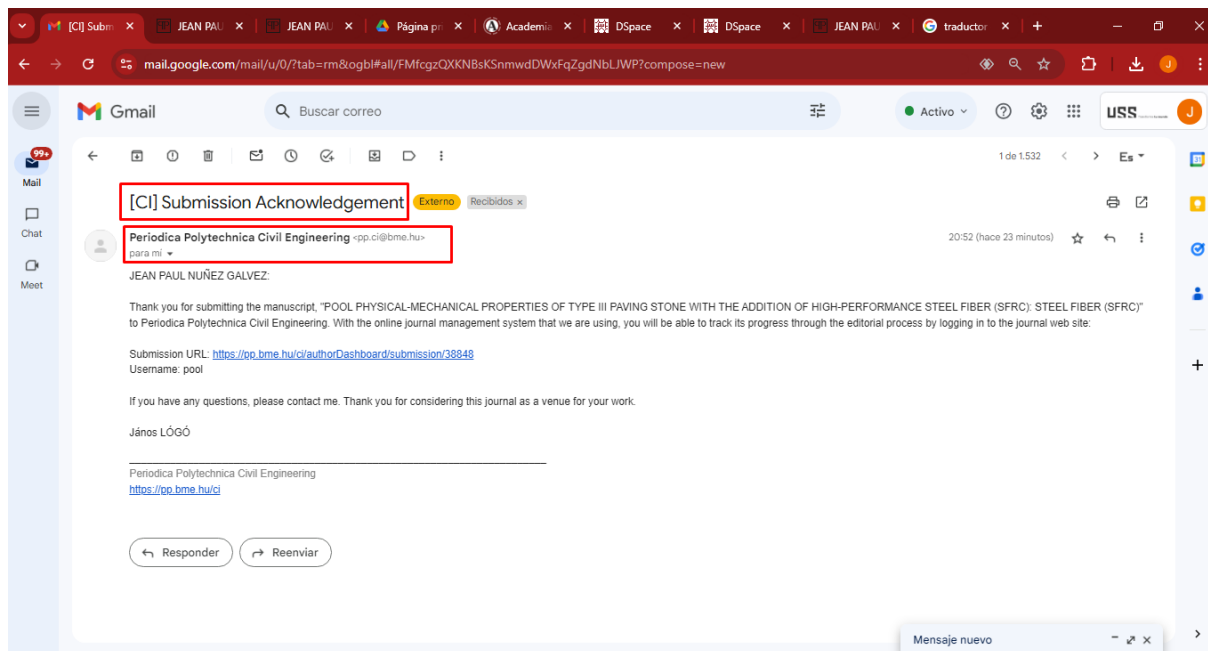 [CI] Subm
JEAN PAU
JEAN PAU
Página pri
Academia
DSpace
DSpace
JEAN PAU
traductor
mail.google.com/mail/u/0/?tab=rm&ogbl#all/FMfcgzQXKNBsKSnmwdDWxFqZgdNbLJWP?compose=new
J
Gmail
Buscar correo
Activo
USS
J
99+
Mail
Chat
Meet
1 de 1.532
Es
31
[CI] Submission Acknowledgement
Externo
Recibidos x
Periodica Polytechnica Civil Engineering <pp.ci@bme.hu>
20:52 (hace 23 minutos)
para mí
JEAN PAUL NUÑEZ GALVEZ:
Thank you for submitting the manuscript, "POOL PHYSICAL-MECHANICAL PROPERTIES OF TYPE III PAVING STONE WITH THE ADDITION OF HIGH-PERFORMANCE STEEL FIBER (SFRC): STEEL FIBER (SFRC)"
to Periodica Polytechnica Civil Engineering. With the online journal management system that we are using, you will be able to track its progress through the editorial process by logging in to the journal web site:
Submission URL: https://pp.bme.hu/ci/authorDashboard/submission/38848
Username: pool
If you have any questions, please contact me. Thank you for considering this journal as a venue for your work.
János LÓGÓ
Periodica Polytechnica Civil Engineering
https://pp.bme.hu/ci
Responder
Reenviar
Mensaje nuevo